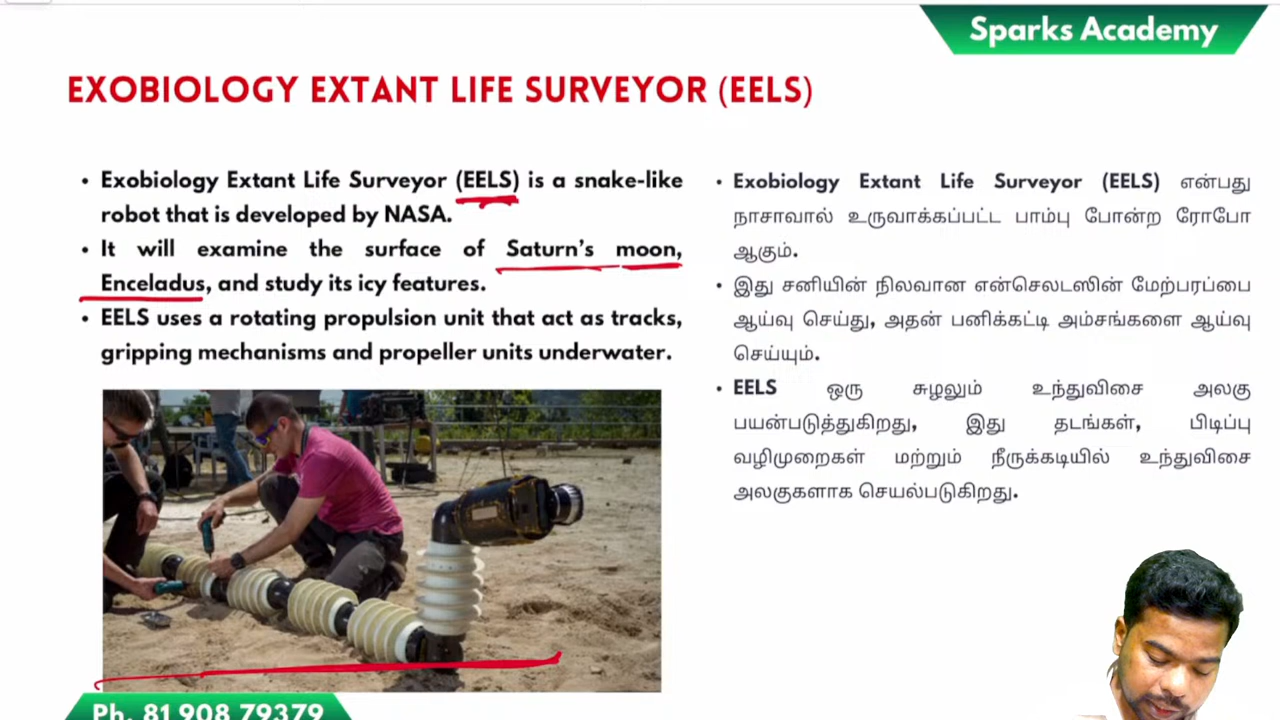 Sparks Academy
EXOBIOLOGY EXTANT LIFE SURVEYOR (EELS)
• Exobiology Extant Life Surveyor (EELS) is a snake-like
robot that is developed by NASA.
• It will examine the surface of Saturn's moon,
Enceladus, and study its icy features.
• EELS uses a rotating propulsion unit that act as tracks,
gripping mechanisms and propeller units underwater.
• Exobiology Extant Life Surveyor (EELS) என்பது
நாசாவால் உருவாக்கப்பட்ட பாம்பு போன்ற ரோபோ
ஆகும்.
• இது சனியின் நிலவான என்செலடஸின் மேற்பரப்பை
ஆய்வு செய்து, அதன் பனிக்கட்டி அம்சங்களை ஆய்வு
செய்யும்.
• EELS ஒரு சுழலும் உந்துவிசை அலகு
பயன்படுத்துகிறது, இது தடங்கள், பிடிப்பு
வழிமுறைகள் மற்றும் நீருக்கடியில் உந்துவிசை
அலகுகளாக செயல்படுகிறது.
Ph. 81 908 79379